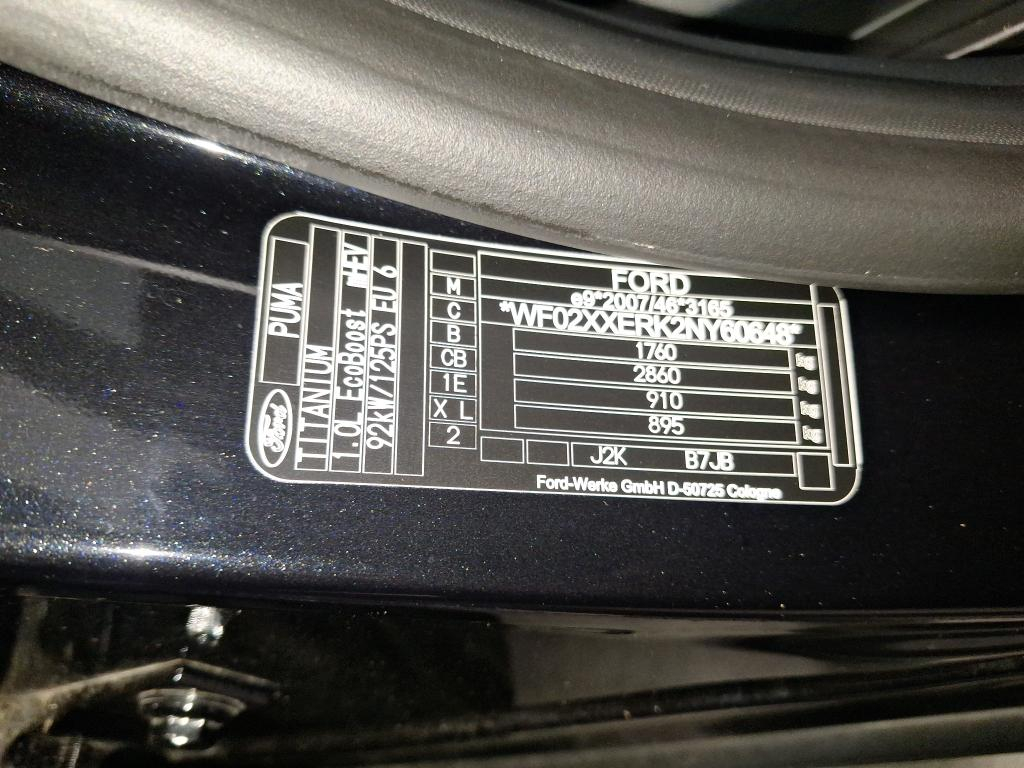 PUMA
Ford
TITANIUM
1.0L EcoBoost mHEV
92kW/125PS EU 6
M
C
B
CB
1E
X L
2
FORD
e9*2007/46*3165
*WF02XXERK2NY60648*
1760 kg
2860 kg
910 kg
895 kg
J2K B7JB
Ford-Werke GmbH D-50725 Cologne